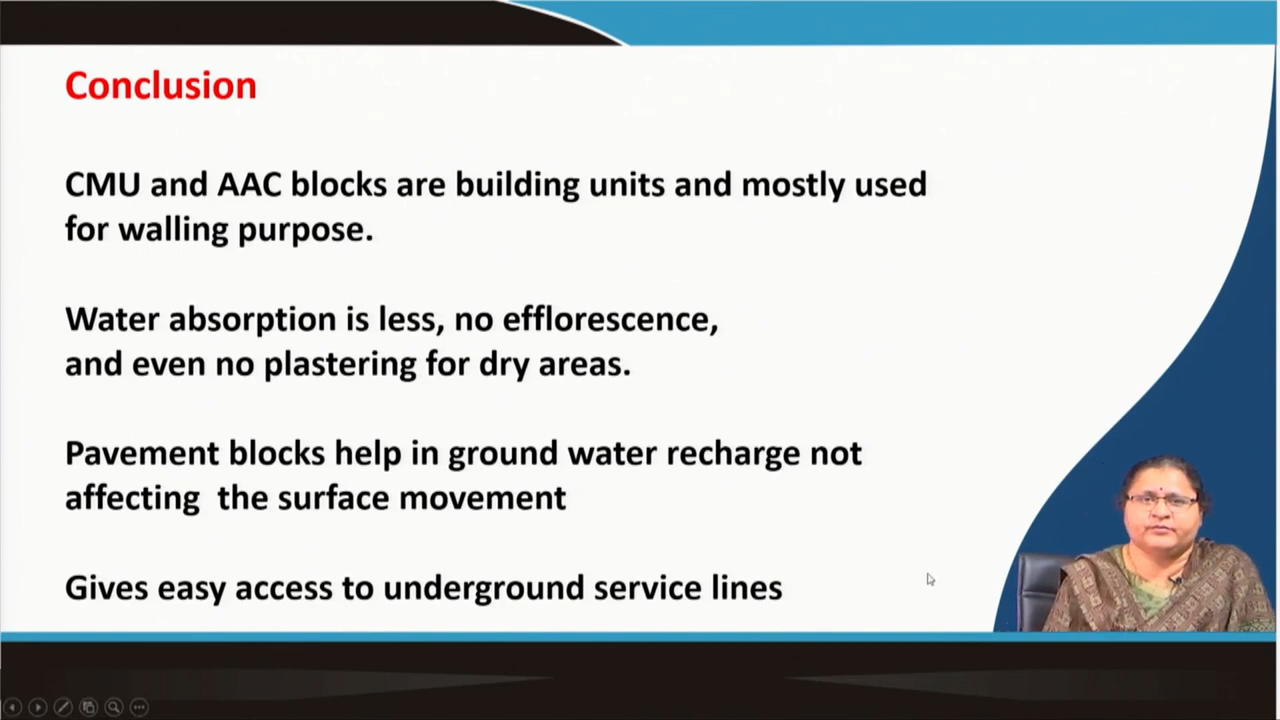 Conclusion
CMU and AAC blocks are building units and mostly used
for walling purpose.
Water absorption is less, no efflorescence,
and even no plastering for dry areas.
Pavement blocks help in ground water recharge not
affecting  the surface movement
Gives easy access to underground service lines